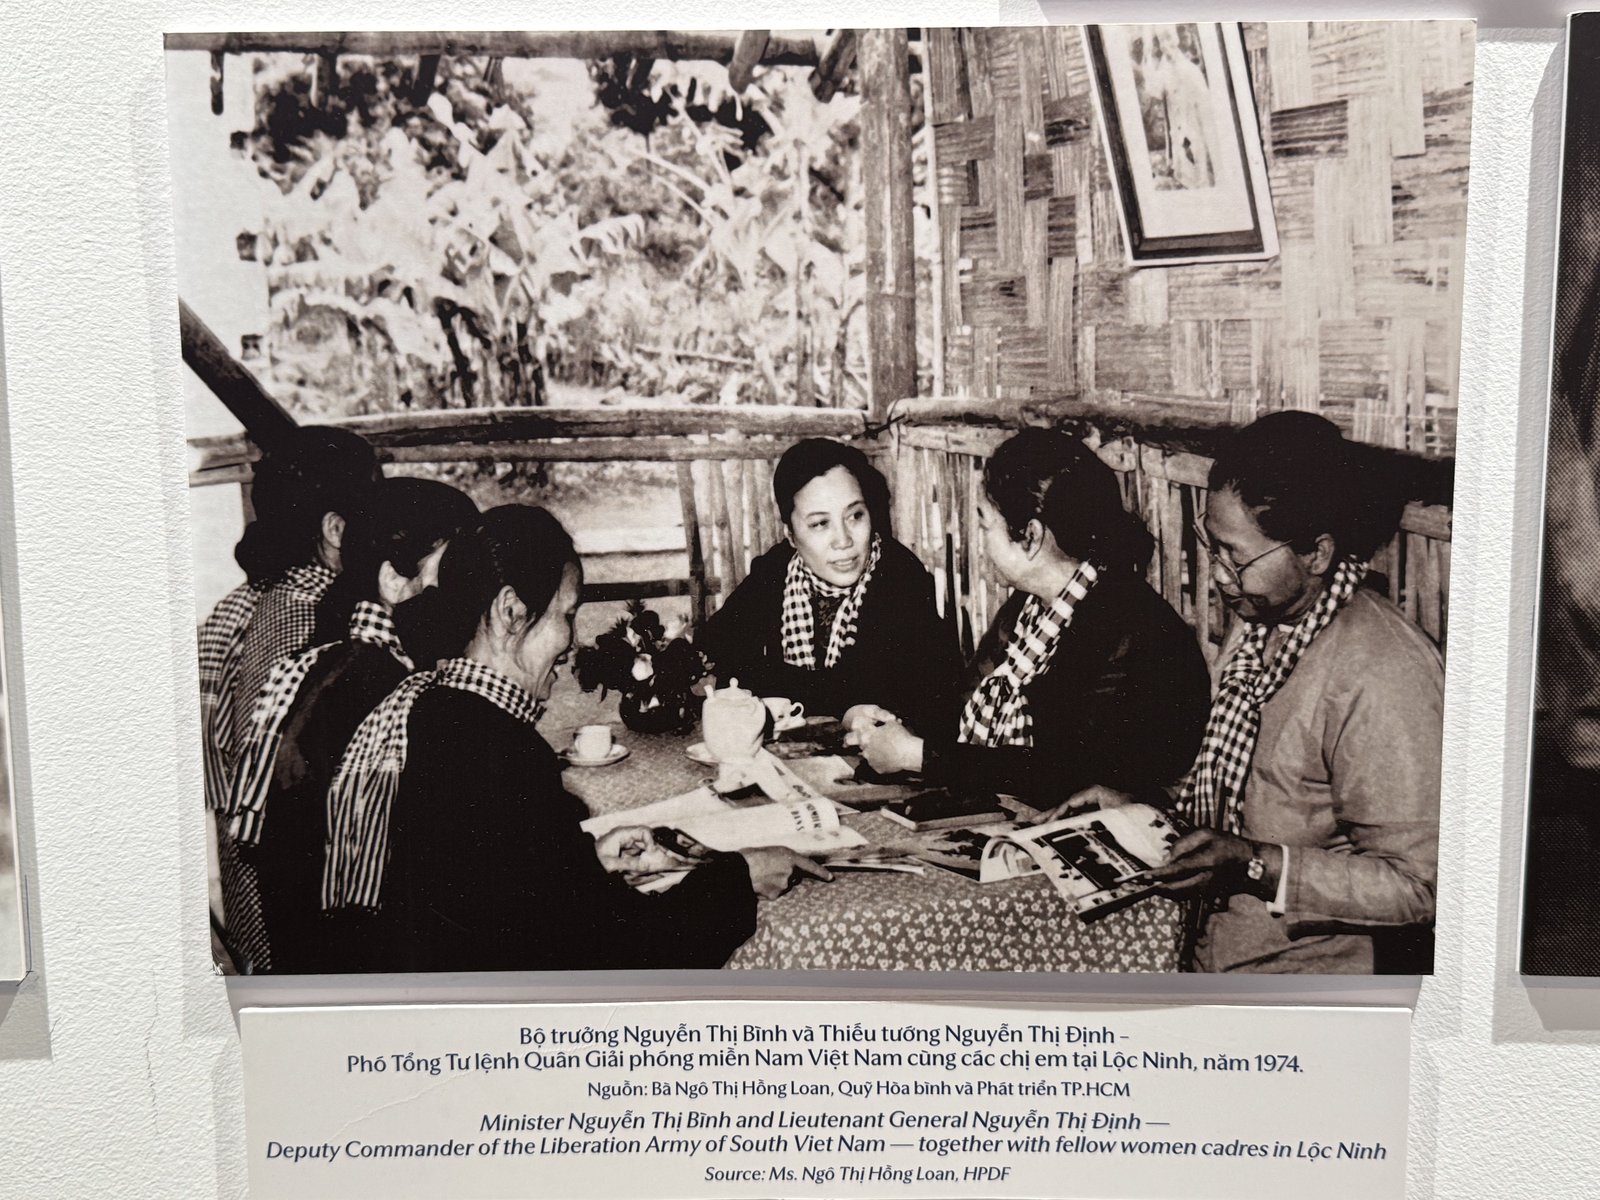 Bộ trưởng Nguyễn Thị Bình và Thiếu tướng Nguyễn Thị Định –
Phó Tổng Tư lệnh Quân Giải phóng miền Nam Việt Nam cùng các chị em tại Lộc Ninh, năm 1974.
Nguồn: Bà Ngô Thị Hồng Loan, Quỹ Hòa bình và Phát triển TP.HCM
Minister Nguyễn Thị Bình and Lieutenant General Nguyễn Thị Định —
Deputy Commander of the Liberation Army of South Viet Nam — together with fellow women cadres in Lộc Ninh
Source: Ms. Ngô Thị Hồng Loan, HPDF